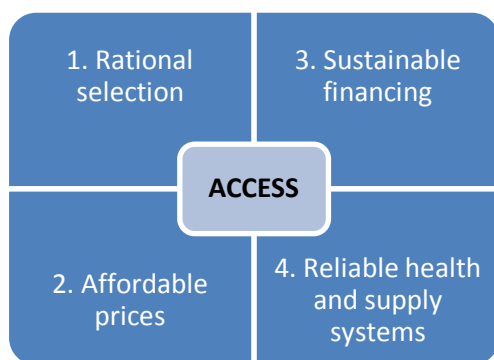 1. Rational
selection
3. Sustainable
financing
ACCESS
2. Affordable
prices
4. Reliable health
and supply
systems